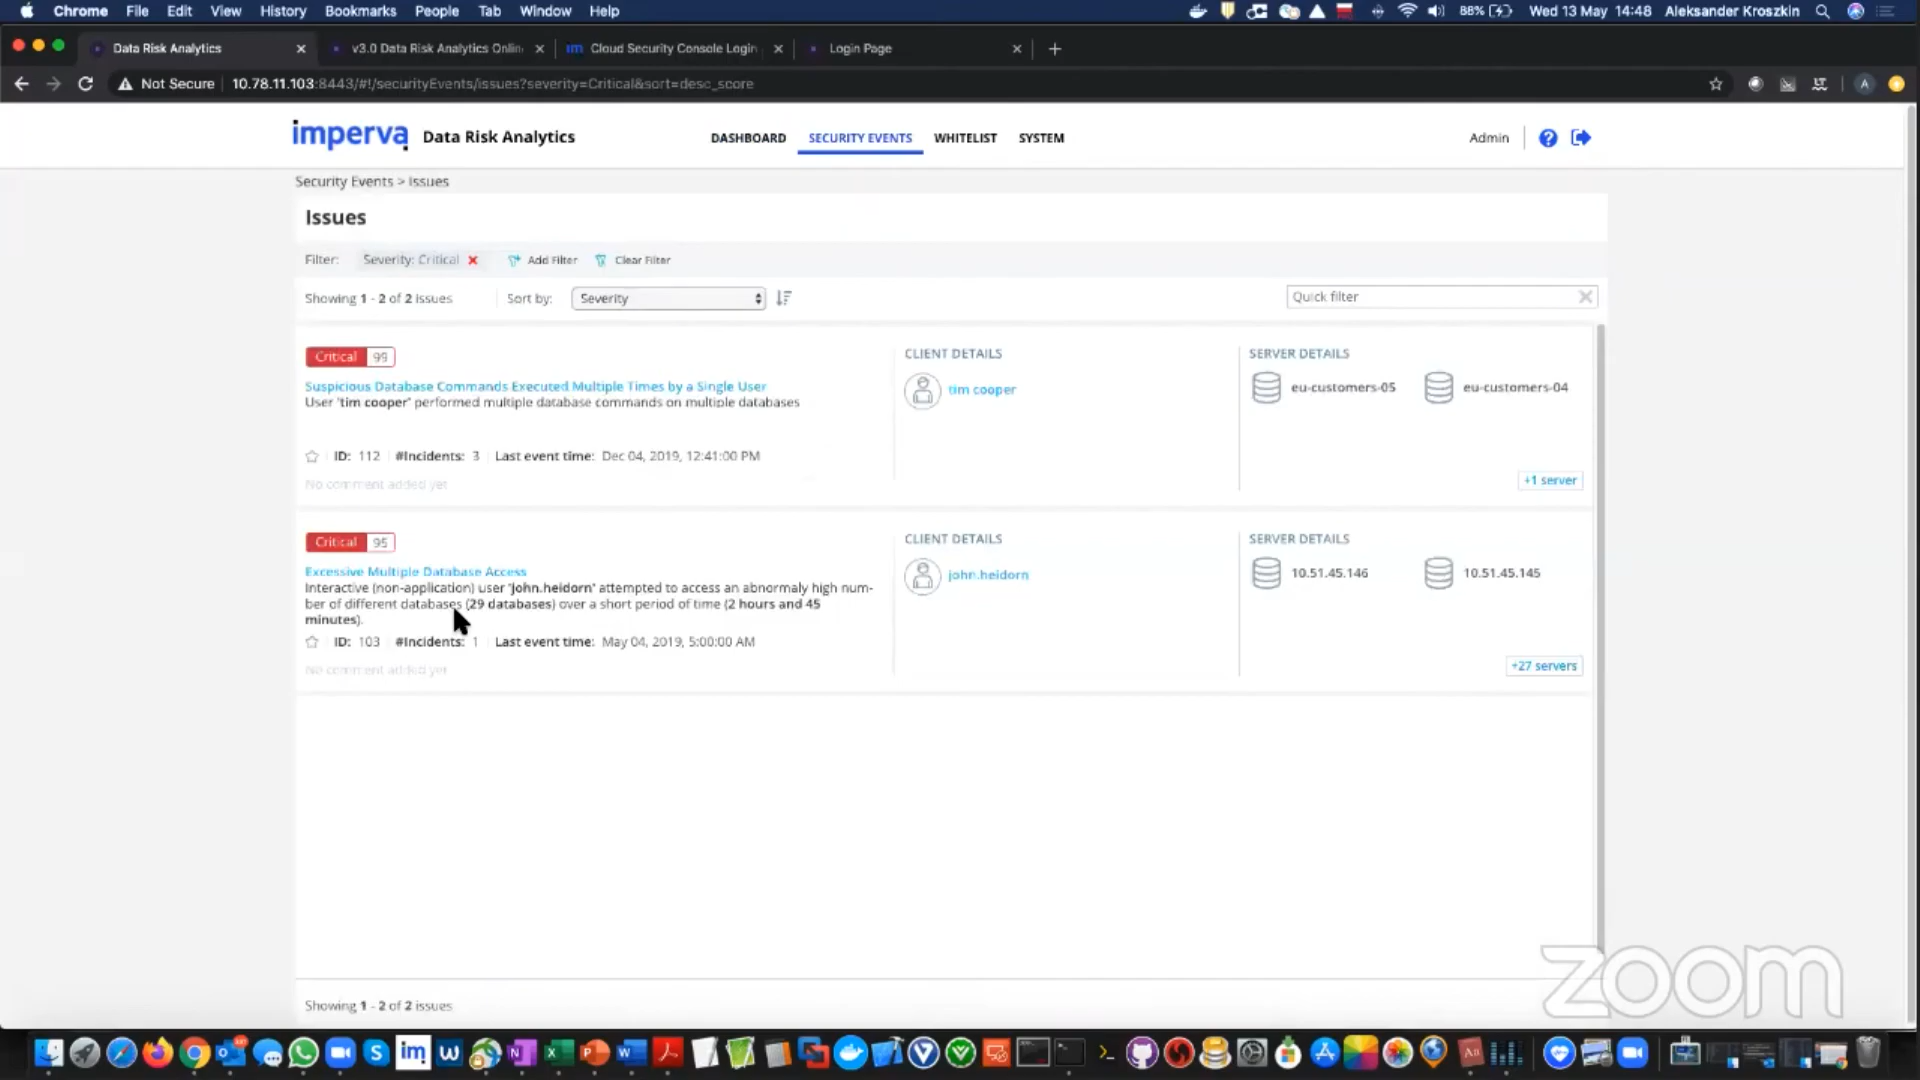 Chrome File Edit View History Bookmarks People Tab Window Help 88% Wed 13 May 14:48 Aleksander Kroszkin
Data Risk Analytics v3.0 Data Risk Analytics Onlin Cloud Security Console Login Login Page
Not Secure 10.78.11.103:8443/#!/securityEvents/issues?severity=Critical&sort=desc_score A
imperva Data Risk Analytics DASHBOARD SECURITY EVENTS WHITELIST SYSTEM Admin ?
Security Events > Issues
Issues
Filter: Severity: Critical Add Filter Clear Filter
Showing 1 - 2 of 2 issues Sort by: Severity Quick filter
Critical 99 CLIENT DETAILS SERVER DETAILS
Suspicious Database Commands Executed Multiple Times by a Single User tim cooper eu-customers-05 eu-customers-04
User 'tim cooper' performed multiple database commands on multiple databases
ID: 112 #Incidents: 3 Last event time: Dec 04, 2019, 12:41:00 PM
No comment added yet +1 server
Critical 95 CLIENT DETAILS SERVER DETAILS
Excessive Multiple Database Access john.heidorn 10.51.45.146 10.51.45.145
Interactive (non-application) user 'john.heidorn' attempted to access an abnormaly high num-
ber of different databases (29 databases) over a short period of time (2 hours and 45
minutes).
ID: 103 #Incidents: 1 Last event time: May 04, 2019, 5:00:00 AM
No comment added yet +27 servers
Showing 1 - 2 of 2 issues
zoom